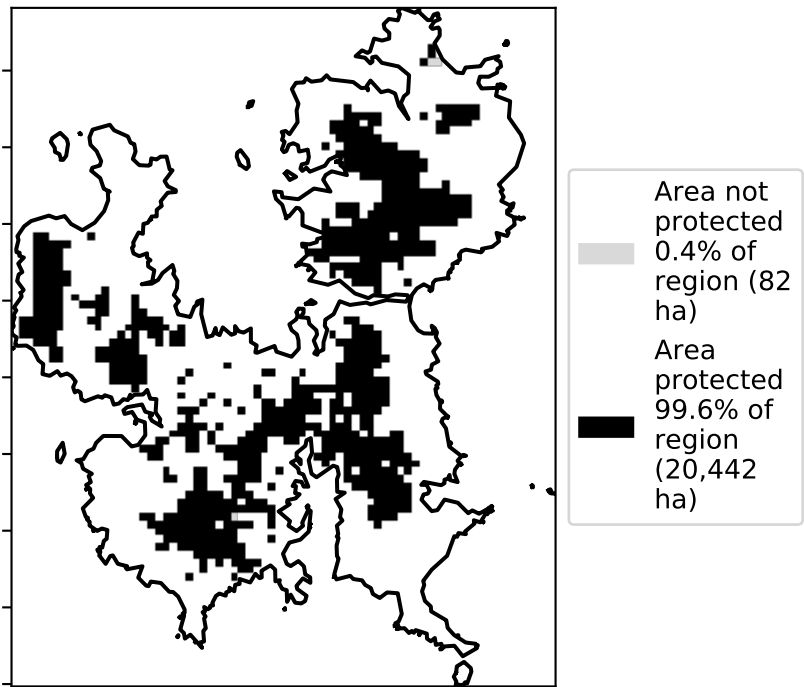 Area not
protected
0.4% of
region (82
ha)
Area
protected
99.6% of
region
(20,442
ha)